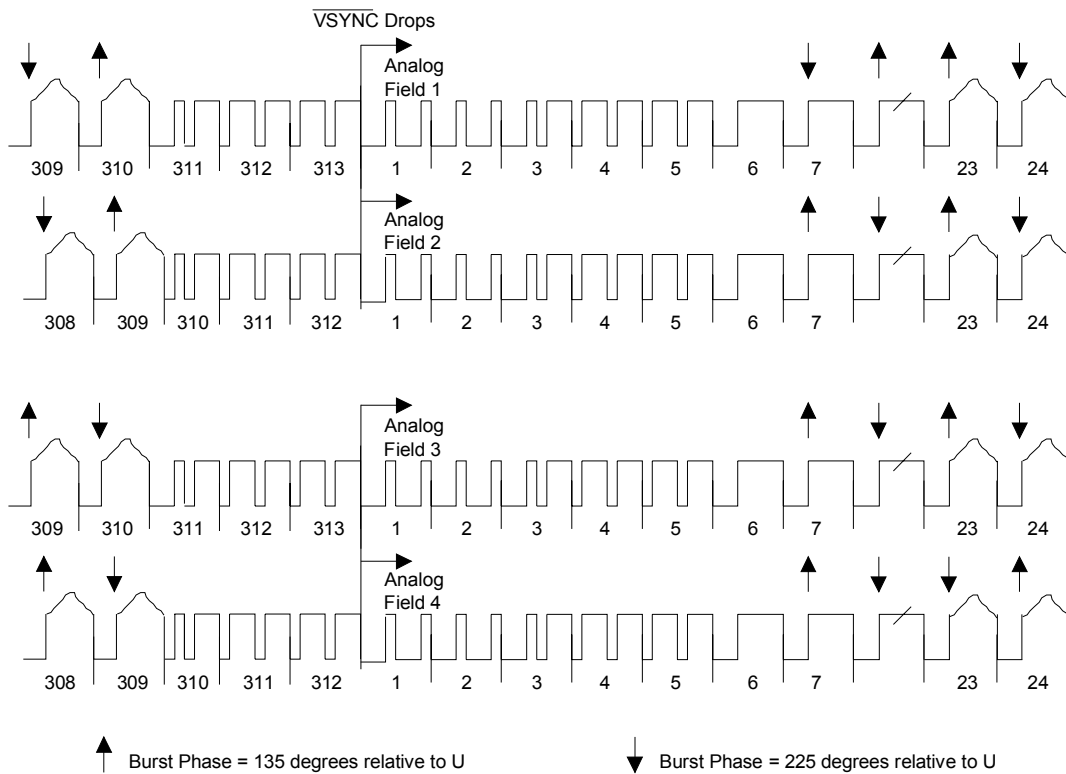 VSYNC Drops
Analog
Field 1
309 310 311 312 313 1 2 3 4 5 6 7 23 24
Analog
Field 2
308 309 310 311 312 1 2 3 4 5 6 7 23 24
Analog
Field 3
309 310 311 312 313 1 2 3 4 5 6 7 23 24
Analog
Field 4
308 309 310 311 312 1 2 3 4 5 6 7 23 24
Burst Phase = 135 degrees relative to U
Burst Phase = 225 degrees relative to U